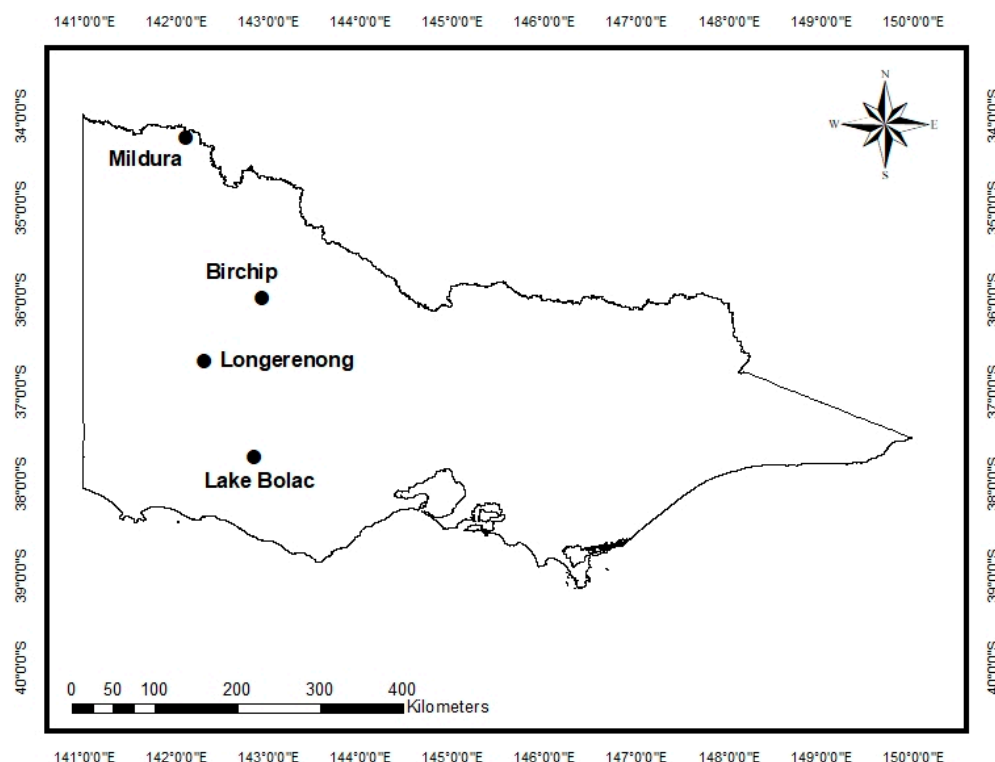 141°0'0"E 142°0'0"E 143°0'0"E 144°0'0"E 145°0'0"E 146°0'0"E 147°0'0"E 148°0'0"E 149°0'0"E 150°0'0"E
N
W E
S
34°0'0"S 34°0'0"S
Mildura
35°0'0"S 35°0'0"S
Birchip
36°0'0"S 36°0'0"S
Longerenong
37°0'0"S 37°0'0"S
Lake Bolac
38°0'0"S 38°0'0"S
39°0'0"S 39°0'0"S
40°0'0"S 40°0'0"S
0 50 100 200 300 400
Kilometers
141°0'0"E 142°0'0"E 143°0'0"E 144°0'0"E 145°0'0"E 146°0'0"E 147°0'0"E 148°0'0"E 149°0'0"E 150°0'0"E